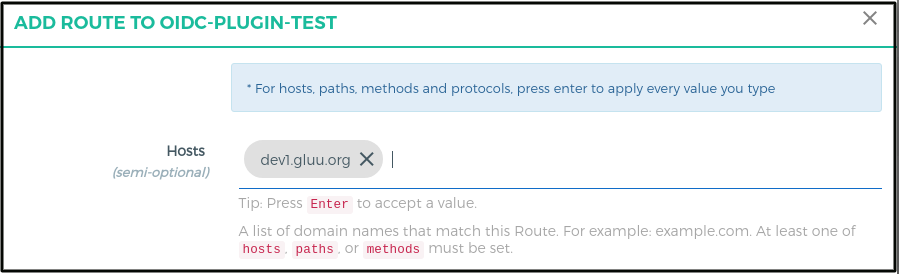 ADD ROUTE TO OIDC-PLUGIN-TEST
* For hosts, paths, methods and protocols, press enter to apply every value you type
Hosts
(semi-optional)
dev1.gluu.org
Tip: Press Enter to accept a value.
A list of domain names that match this Route. For example: example.com. At least one of
hosts, paths, or methods must be set.